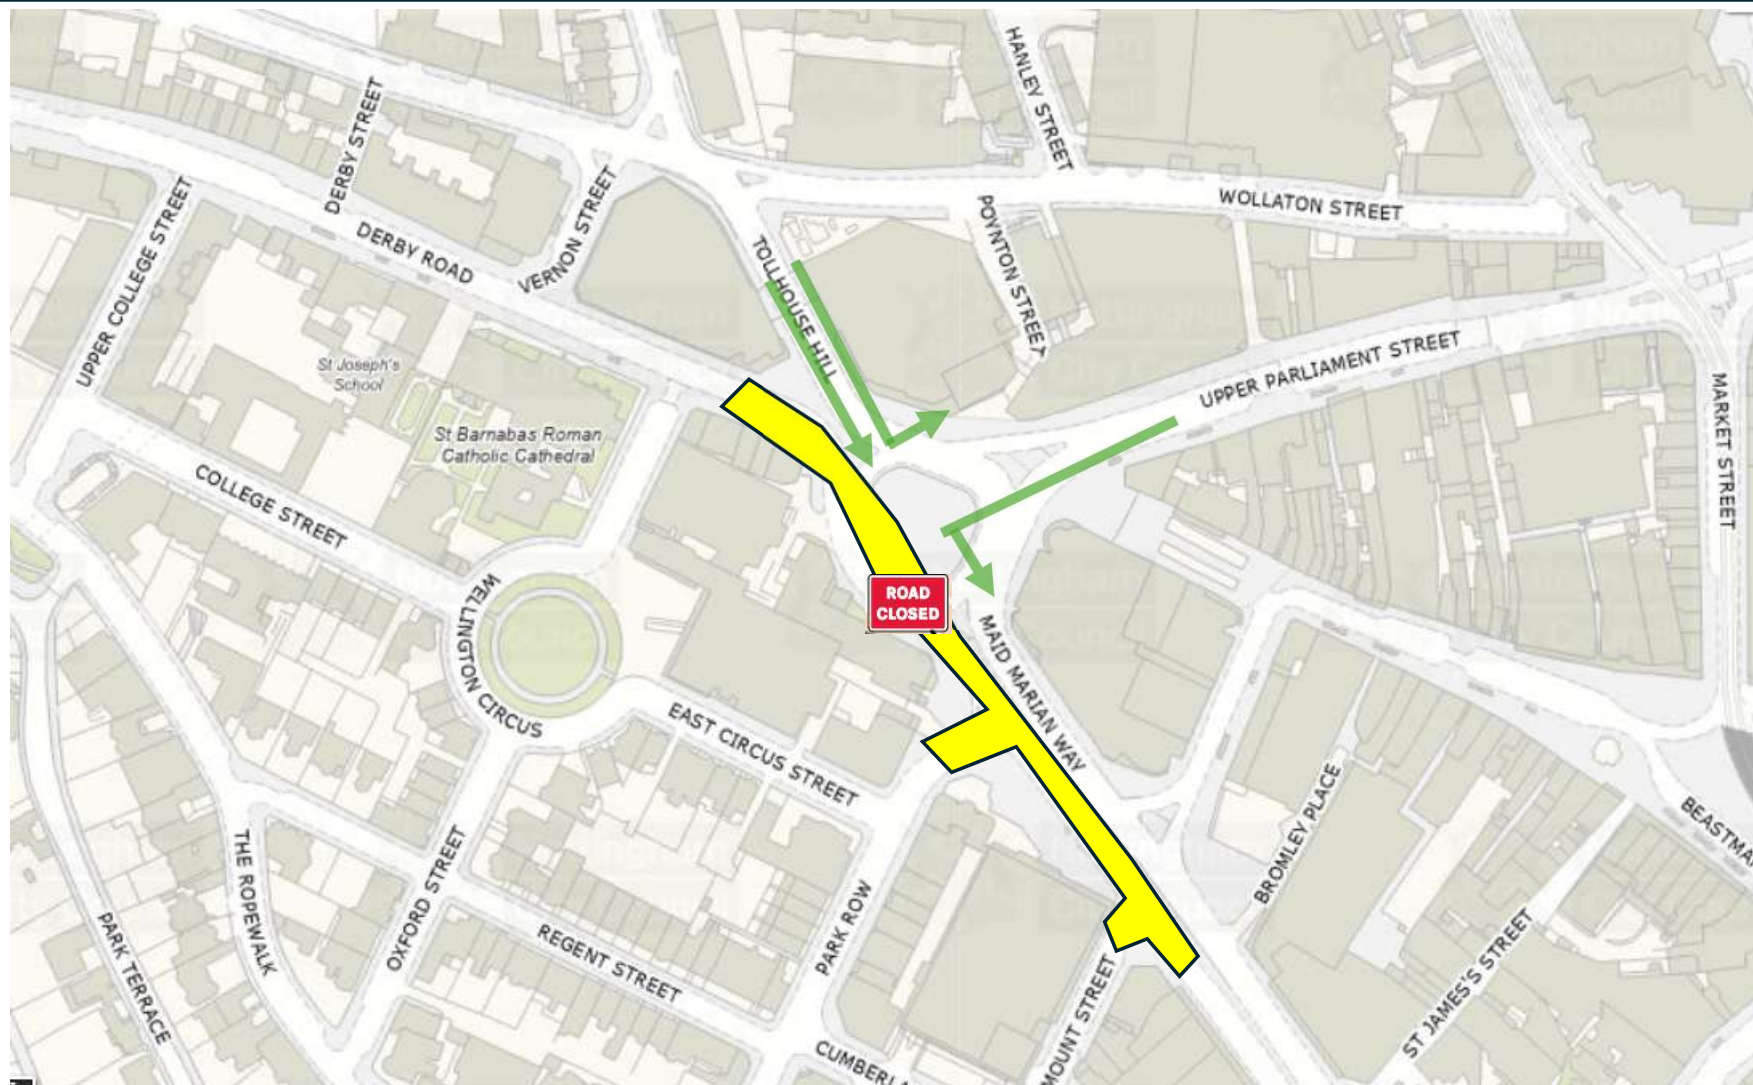 HANLEY STREET
DERBY STREET
UPPER COLLEGE STREET
VERNON STREET
DERBY ROAD
WOLLATON STREET
POYNTON STREET
TOLLHOUSE HILL
UPPER PARLIAMENT STREET
MARKET STREET
St Joseph's
School
St Barnabas Roman
Catholic Cathedral
COLLEGE STREET
WELLINGTON CIRCUS
ROAD
CLOSED
MAID MARIAN WAY
EAST CIRCUS STREET
BROMLEY PLACE
BEASTMA
THE ROPEWALK
OXFORD STREET
PARK TERRACE
REGENT STREET
PARK ROW
MOUNT STREET
ST JAMES'S STREET
CUMBERLA